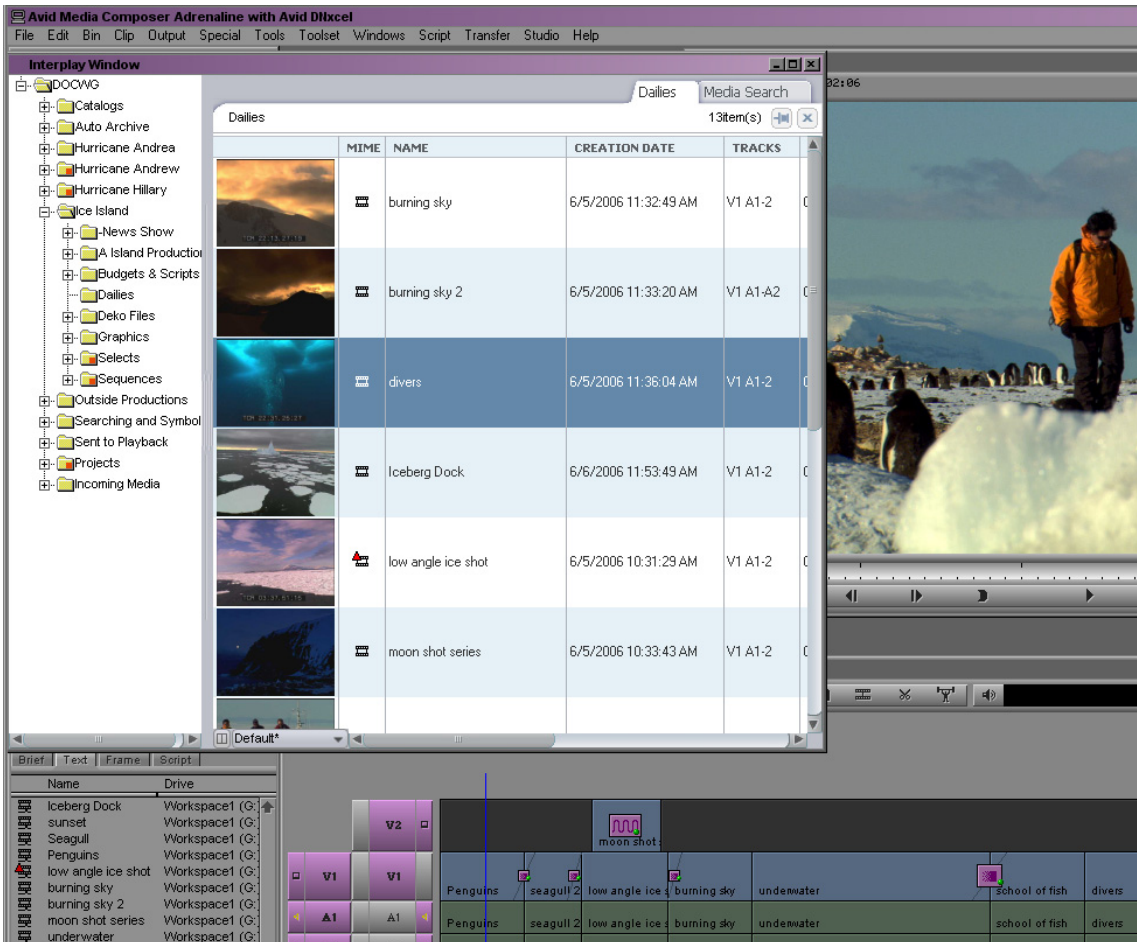 Avid Media Composer Adrenaline with Avid DNxcel
File Edit Bin Clip Output Special Tools Toolset Windows Script Transfer Studio Help
Interplay Window
DOCWG
Catalogs
Auto Archive
Hurricane Andrea
Hurricane Andrew
Hurricane Hillary
Ice Island
-News Show
A Island Production
Budgets & Scripts
Dailies
Deko Files
Graphics
Selects
Sequences
Outside Productions
Searching and Symbol
Sent to Playback
Projects
Incoming Media
Dailies Media Search
Dailies 13item(s)
MIME NAME CREATION DATE TRACKS
burning sky 6/5/2006 11:32:49 AM V1 A1-2
burning sky 2 6/5/2006 11:33:20 AM V1 A1-A2
divers 6/5/2006 11:36:04 AM V1 A1-2
Iceberg Dock 6/6/2006 11:53:49 AM V1 A1-2
low angle ice shot 6/5/2006 10:31:29 AM V1 A1-2
moon shot series 6/5/2006 10:33:43 AM V1 A1-2
Default*
02:06
Brief Text Frame Script
Name Drive
Iceberg Dock Workspace1 (G:)
sunset Workspace1 (G:)
Seagull Workspace1 (G:)
Penguins Workspace1 (G:)
low angle ice shot Workspace1 (G:)
burning sky Workspace1 (G:)
burning sky 2 Workspace1 (G:)
moon shot series Workspace1 (G:)
underwater Workspace1 (G:)
V2 moon shot
V1 V1 Penguins seagull 2 low angle ice s burning sky underwater school of fish divers
A1 A1 Penguins seagull 2 low angle ice s burning sky underwater school of fish divers